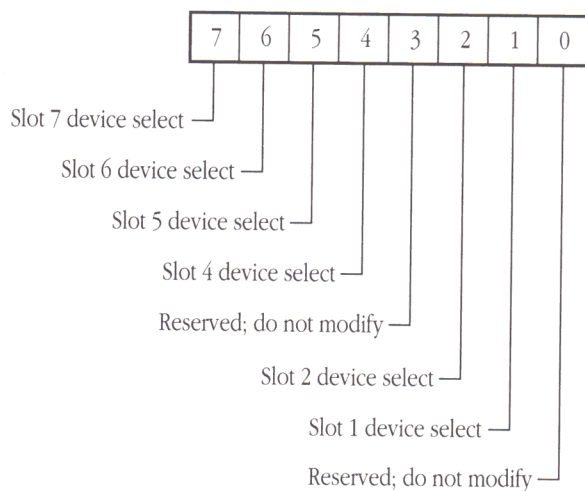 7 6 5 4 3 2 1 0
Slot 7 device select
Slot 6 device select
Slot 5 device select
Slot 4 device select
Reserved; do not modify
Slot 2 device select
Slot 1 device select
Reserved; do not modify